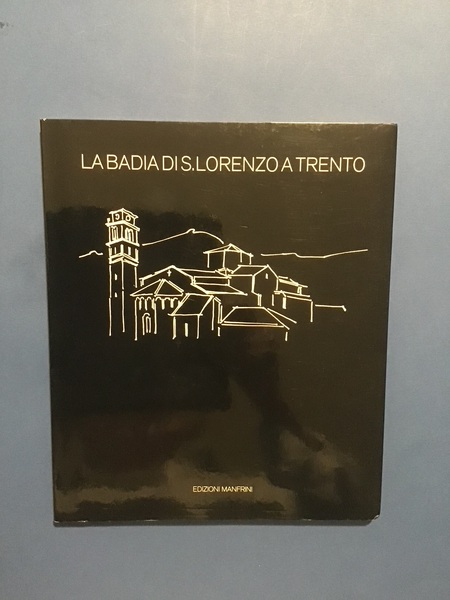 LA BADIA DI S. LORENZO A TRENTO
EDIZIONI MANFRINI